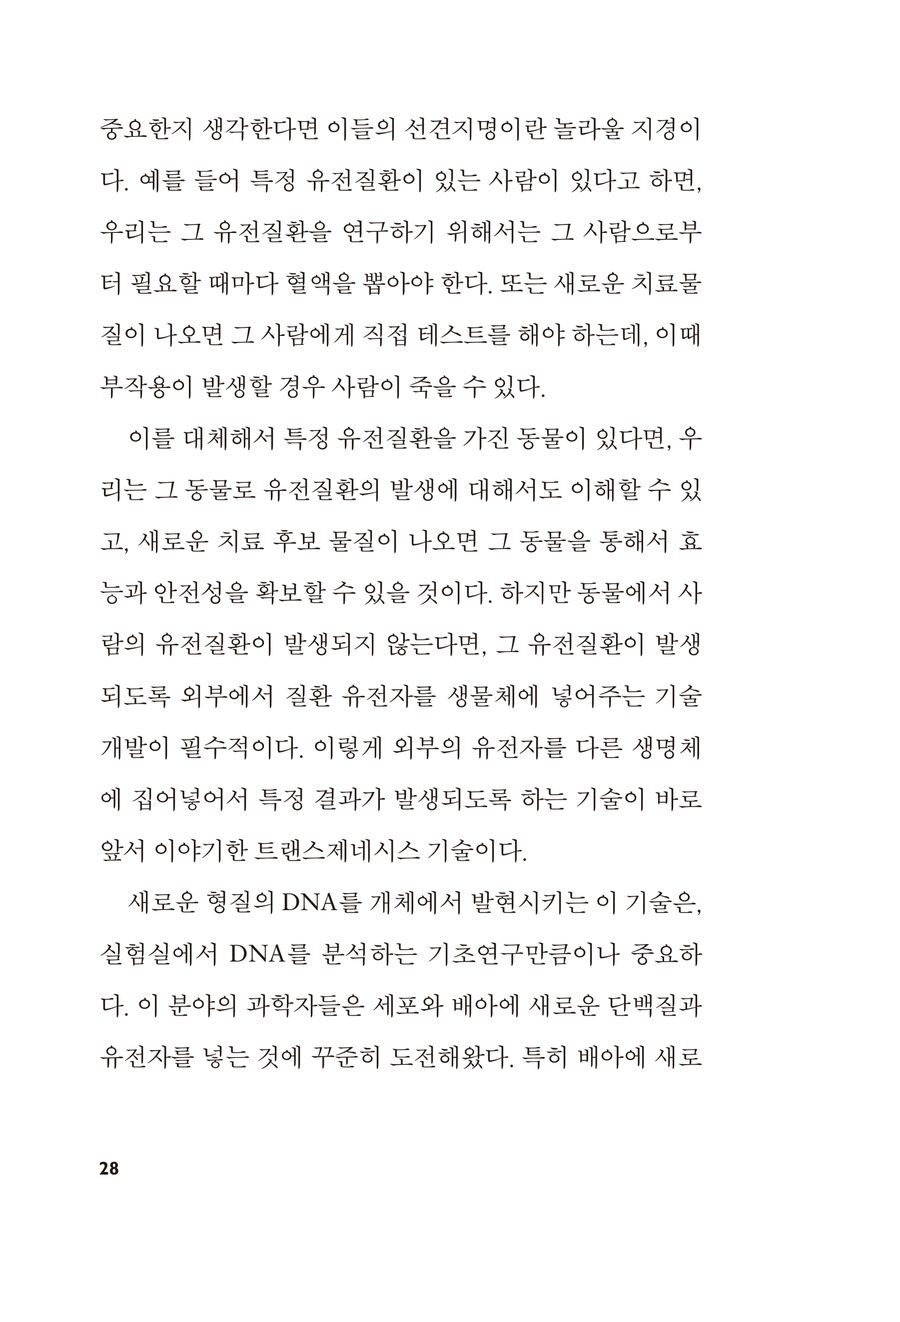 중요한지 생각한다면 이들의 선견지명이란 놀라울 지경이
다. 예를 들어 특정 유전질환이 있는 사람이 있다고 하면,
우리는 그 유전질환을 연구하기 위해서는 그 사람으로부
터 필요할 때마다 혈액을 뽑아야 한다. 또는 새로운 치료물
질이 나오면 그 사람에게 직접 테스트를 해야 하는데, 이때
부작용이 발생할 경우 사람이 죽을 수 있다.
이를 대체해서 특정 유전질환을 가진 동물이 있다면, 우
리는 그 동물로 유전질환의 발생에 대해서도 이해할 수 있
고, 새로운 치료 후보 물질이 나오면 그 동물을 통해서 효
능과 안전성을 확보할 수 있을 것이다. 하지만 동물에서 사
람의 유전질환이 발생되지 않는다면, 그 유전질환이 발생
되도록 외부에서 질환 유전자를 생물체에 넣어주는 기술
개발이 필수적이다. 이렇게 외부의 유전자를 다른 생명체
에 집어넣어서 특정 결과가 발생되도록 하는 기술이 바로
앞서 이야기한 트랜스제네시스 기술이다.
새로운 형질의 DNA를 개체에서 발현시키는 이 기술은,
실험실에서 DNA를 분석하는 기초연구만큼이나 중요하
다. 이 분야의 과학자들은 세포와 배아에 새로운 단백질과
유전자를 넣는 것에 꾸준히 도전해왔다. 특히 배아에 새로
28